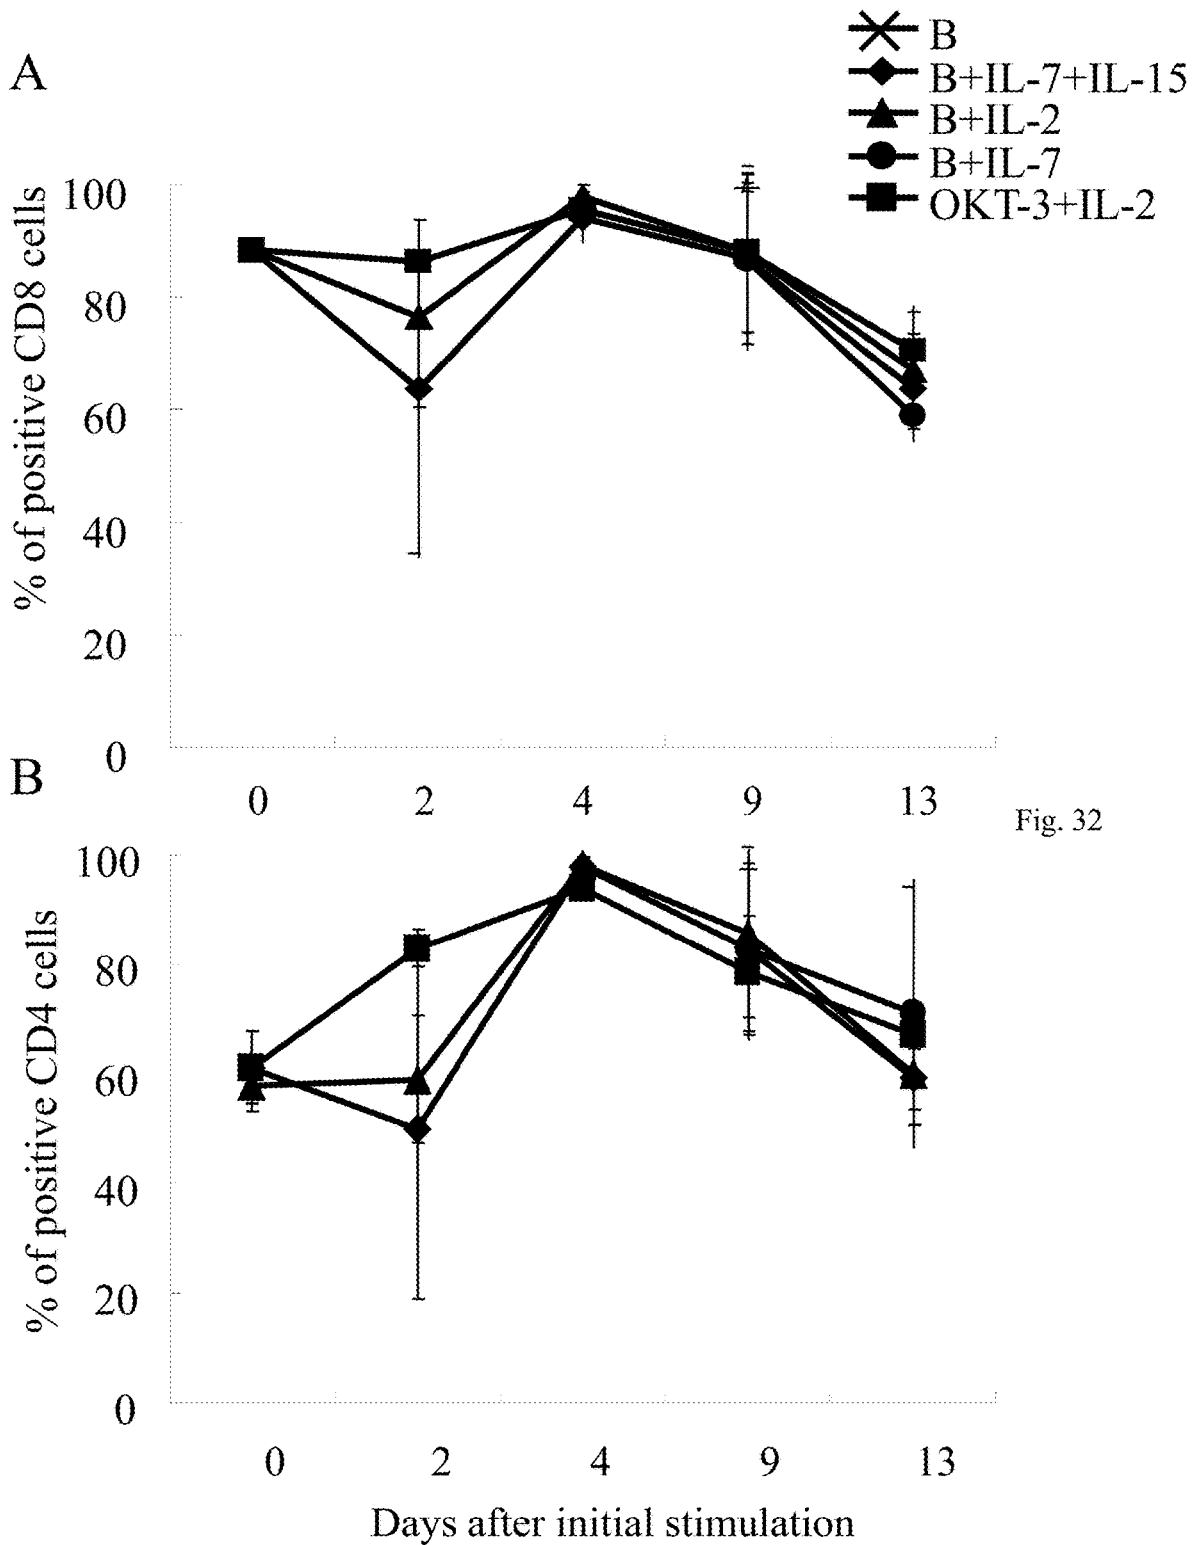 A
B
B+IL-7+IL-15
B+IL-2
B+IL-7
OKT-3+IL-2
% of positive CD8 cells
100
80
60
40
20
0
0 2 4 9 13
Fig. 32
B
% of positive CD4 cells
100
80
60
40
20
0
0 2 4 9 13
Days after initial stimulation